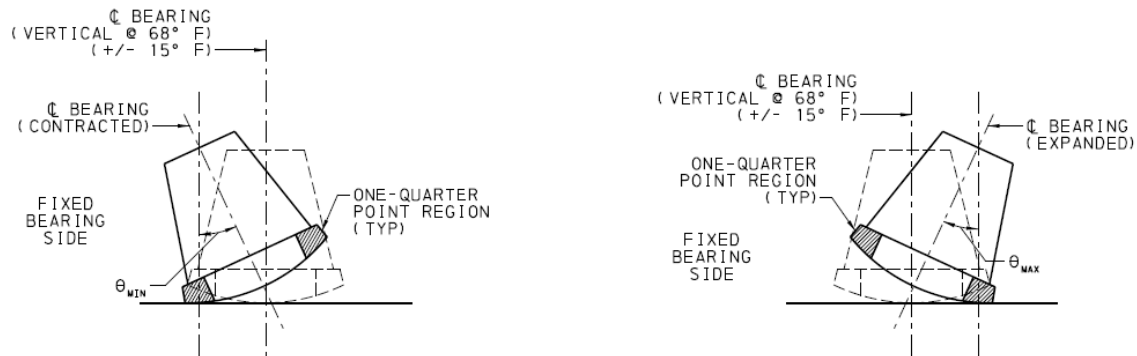 ℄ BEARING
(VERTICAL @ 68° F)
(+/- 15° F)
℄ BEARING
(CONTRACTED)
FIXED
BEARING
SIDE
ONE-QUARTER
POINT REGION
(TYP)
θMIN
℄ BEARING
(VERTICAL @ 68° F)
(+/- 15° F)
℄ BEARING
(EXPANDED)
ONE-QUARTER
POINT REGION
(TYP)
FIXED
BEARING
SIDE
θMAX